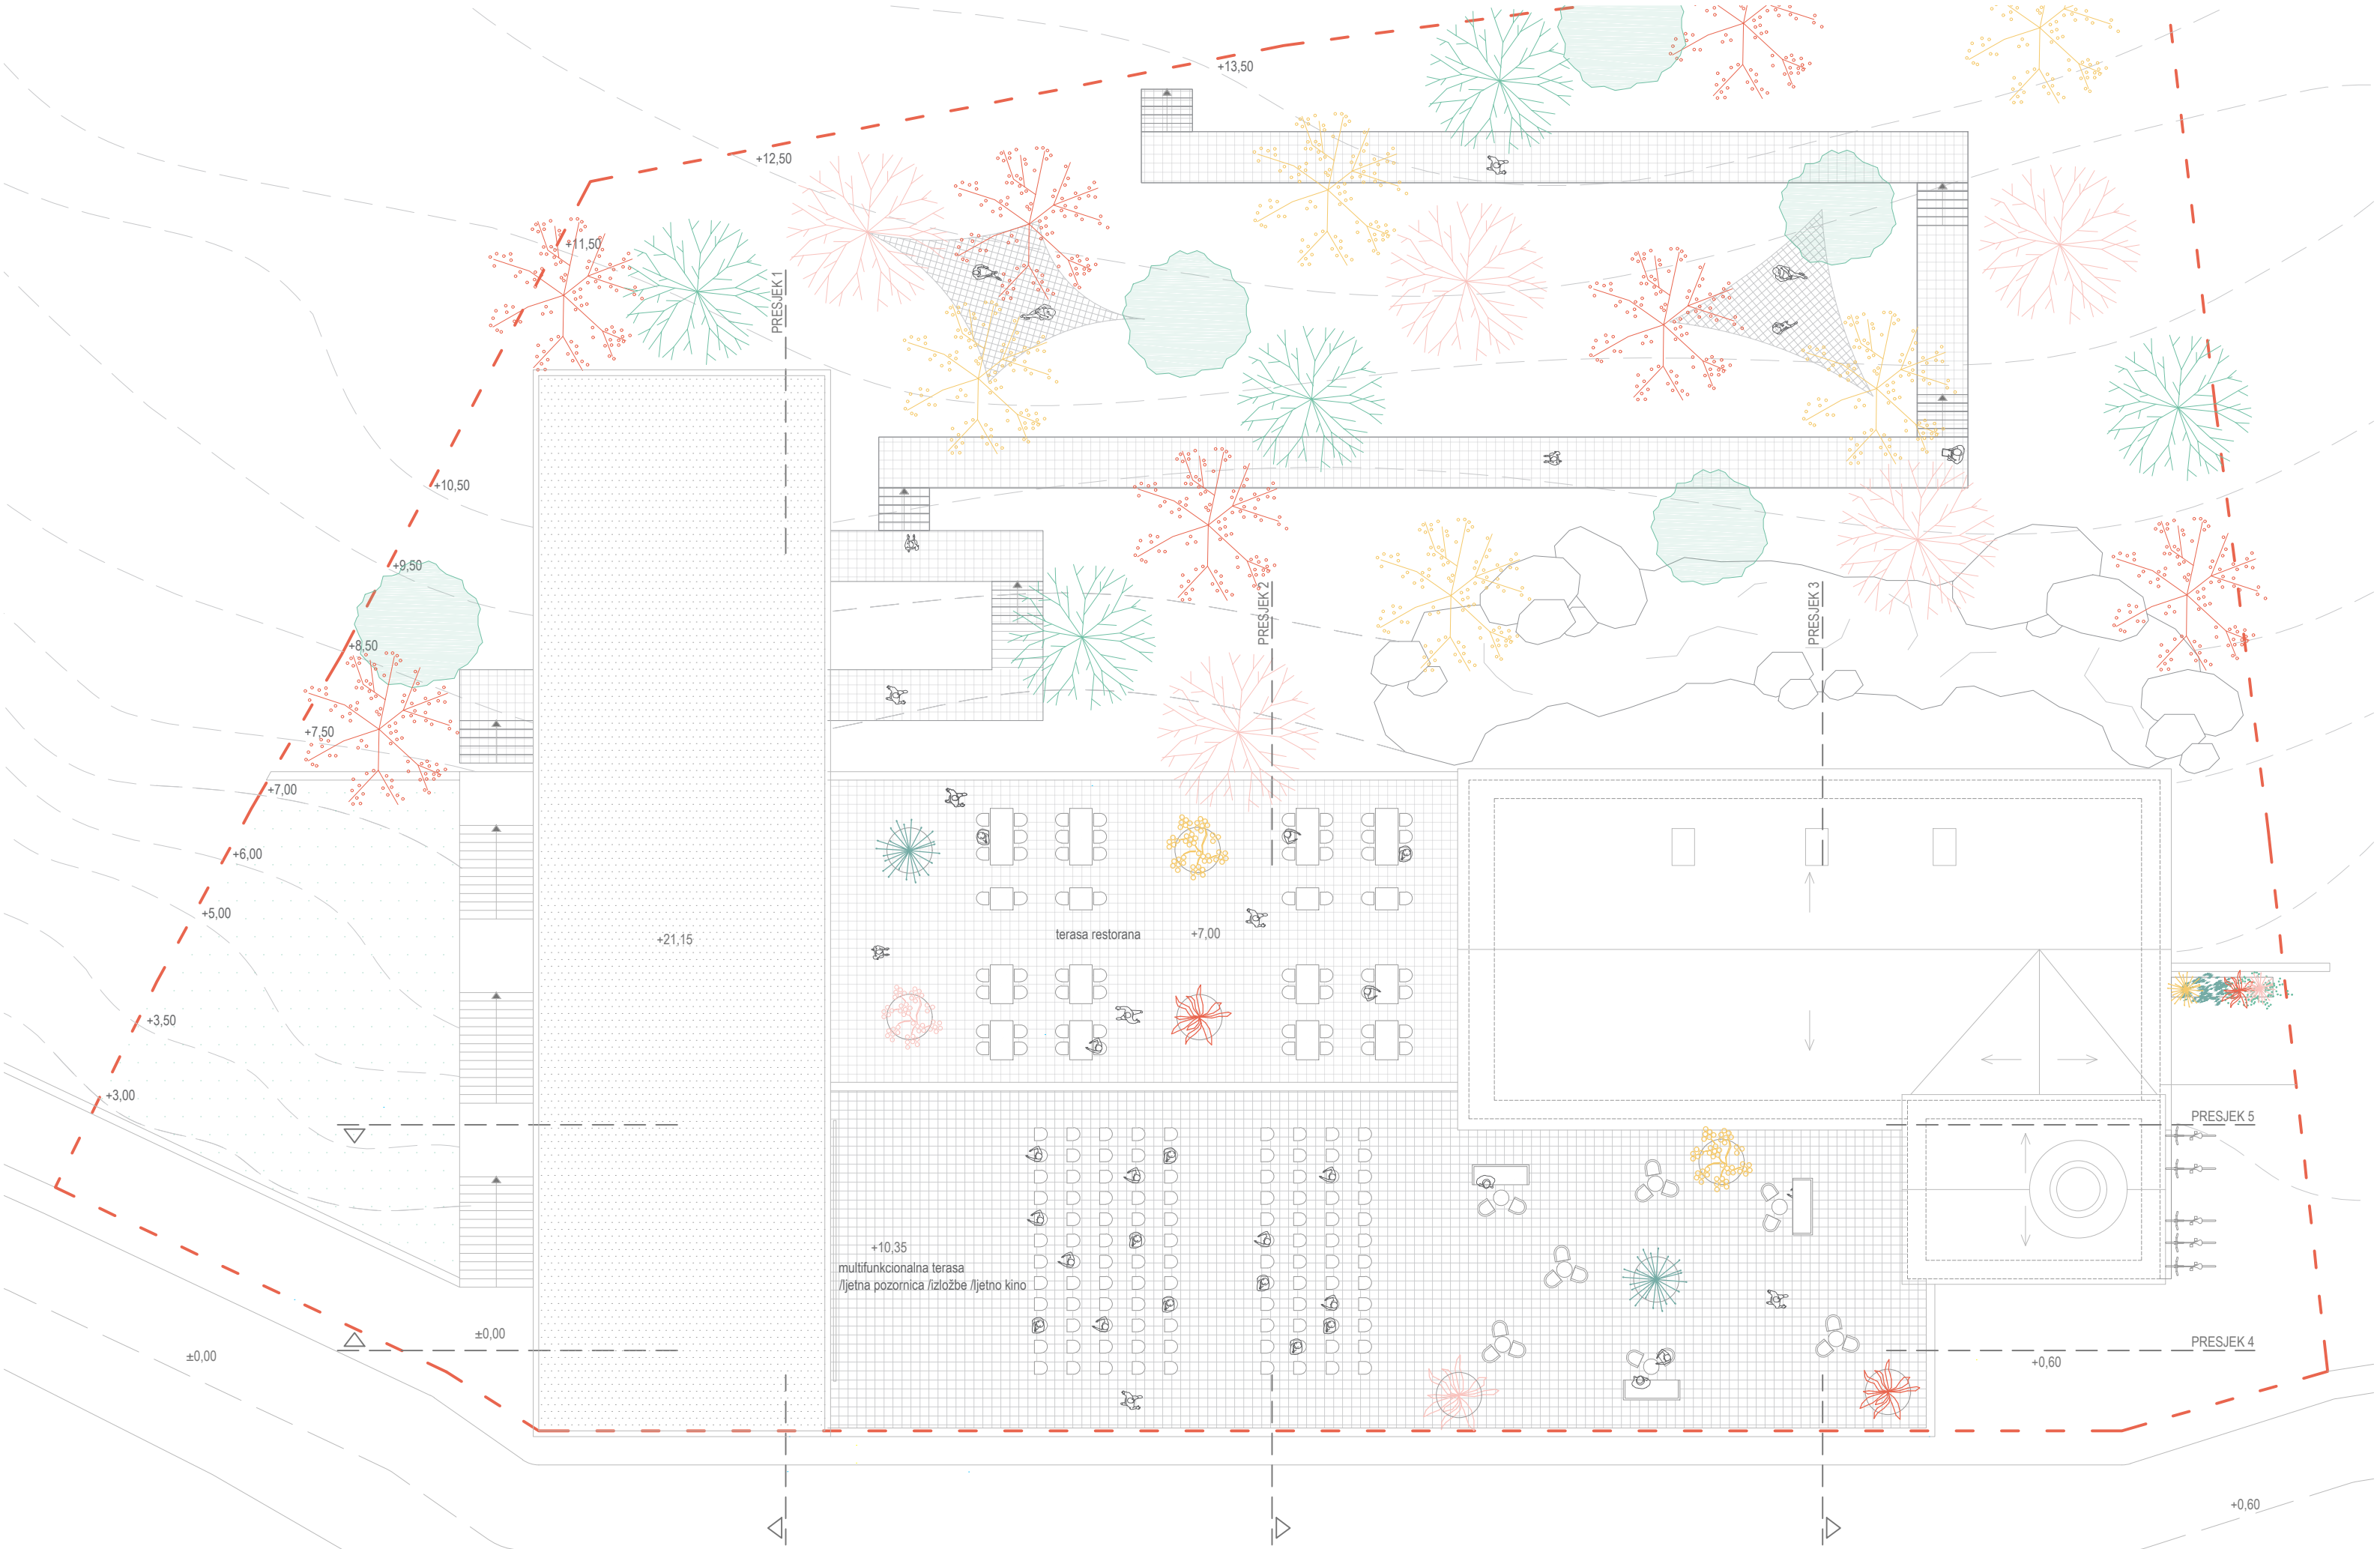 +13,50
+12,50
+11,50
PRESJEK 1
+10,50
+9,50
PRESJEK 2
PRESJEK 3
+8,50
+7,50
+7,00
+6,00
+5,00
+21,15
terasa restorana
+7,00
+3,50
+3,00
PRESJEK 5
+10,35
multifunkcionalna terasa
/ljetna pozornica /izložbe /ljetno kino
±0,00
±0,00
PRESJEK 4
+0,60
+0,60